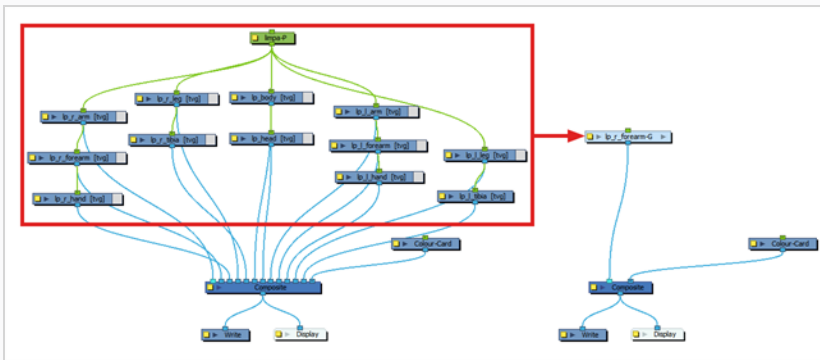 limpa-P
lp_r_leg [tvg]
lp_body [tvg]
lp_r_arm [tvg]
lp_l_arm [tvg]
lp_r_tibia [tvg]
lp_head [tvg]
lp_r_forearm-G
lp_r_forearm [tvg]
lp_l_forearm [tvg]
lp_l_leg [tvg]
lp_l_hand [tvg]
lp_r_hand [tvg]
lp_l_tibia [tvg]
Colour-Card
Colour-Card
Composite
Composite
Write
Display
Write
Display